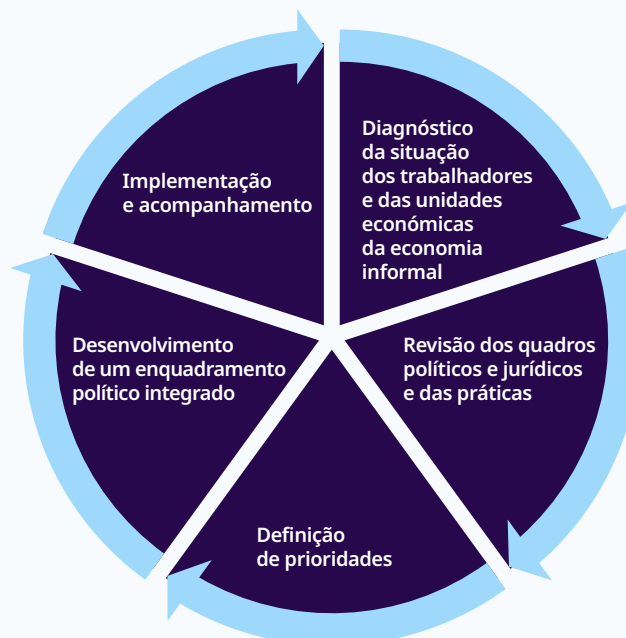 Diagnóstico
da situação
dos trabalhadores
e das unidades
económicas
da economia
informal
Revisão dos quadros
políticos e jurídicos
e das práticas
Definição
de prioridades
Desenvolvimento
de um enquadramento
político integrado
Implementação
e acompanhamento